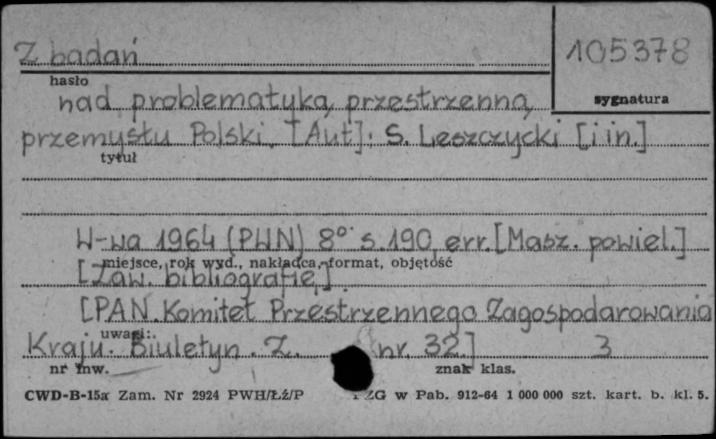 Z badań
105378
hasło
nad problematyką przestrzenną
sygnatura
przemysłu Polski. [Aut]: S. Leszczycki [i in.]
tytuł
W-wa 1964 (PWN) 8° s. 190, err. [Masz. powiel.]
miejsce, rok wyd., nakładca, format, objętość
[Zaw. bibliografię].
[PAN. Komitet Przestrzennego Zagospodarowania
uwagi:
Kraju. Biuletyn. Z. (nr 32] 3
nr inw.
znak klas.
CWD-B-15a Zam. Nr 2924 PWH/Łź/P ZG w Pab. 912-64 1 000 000 szt. kart. b. kl. 5.